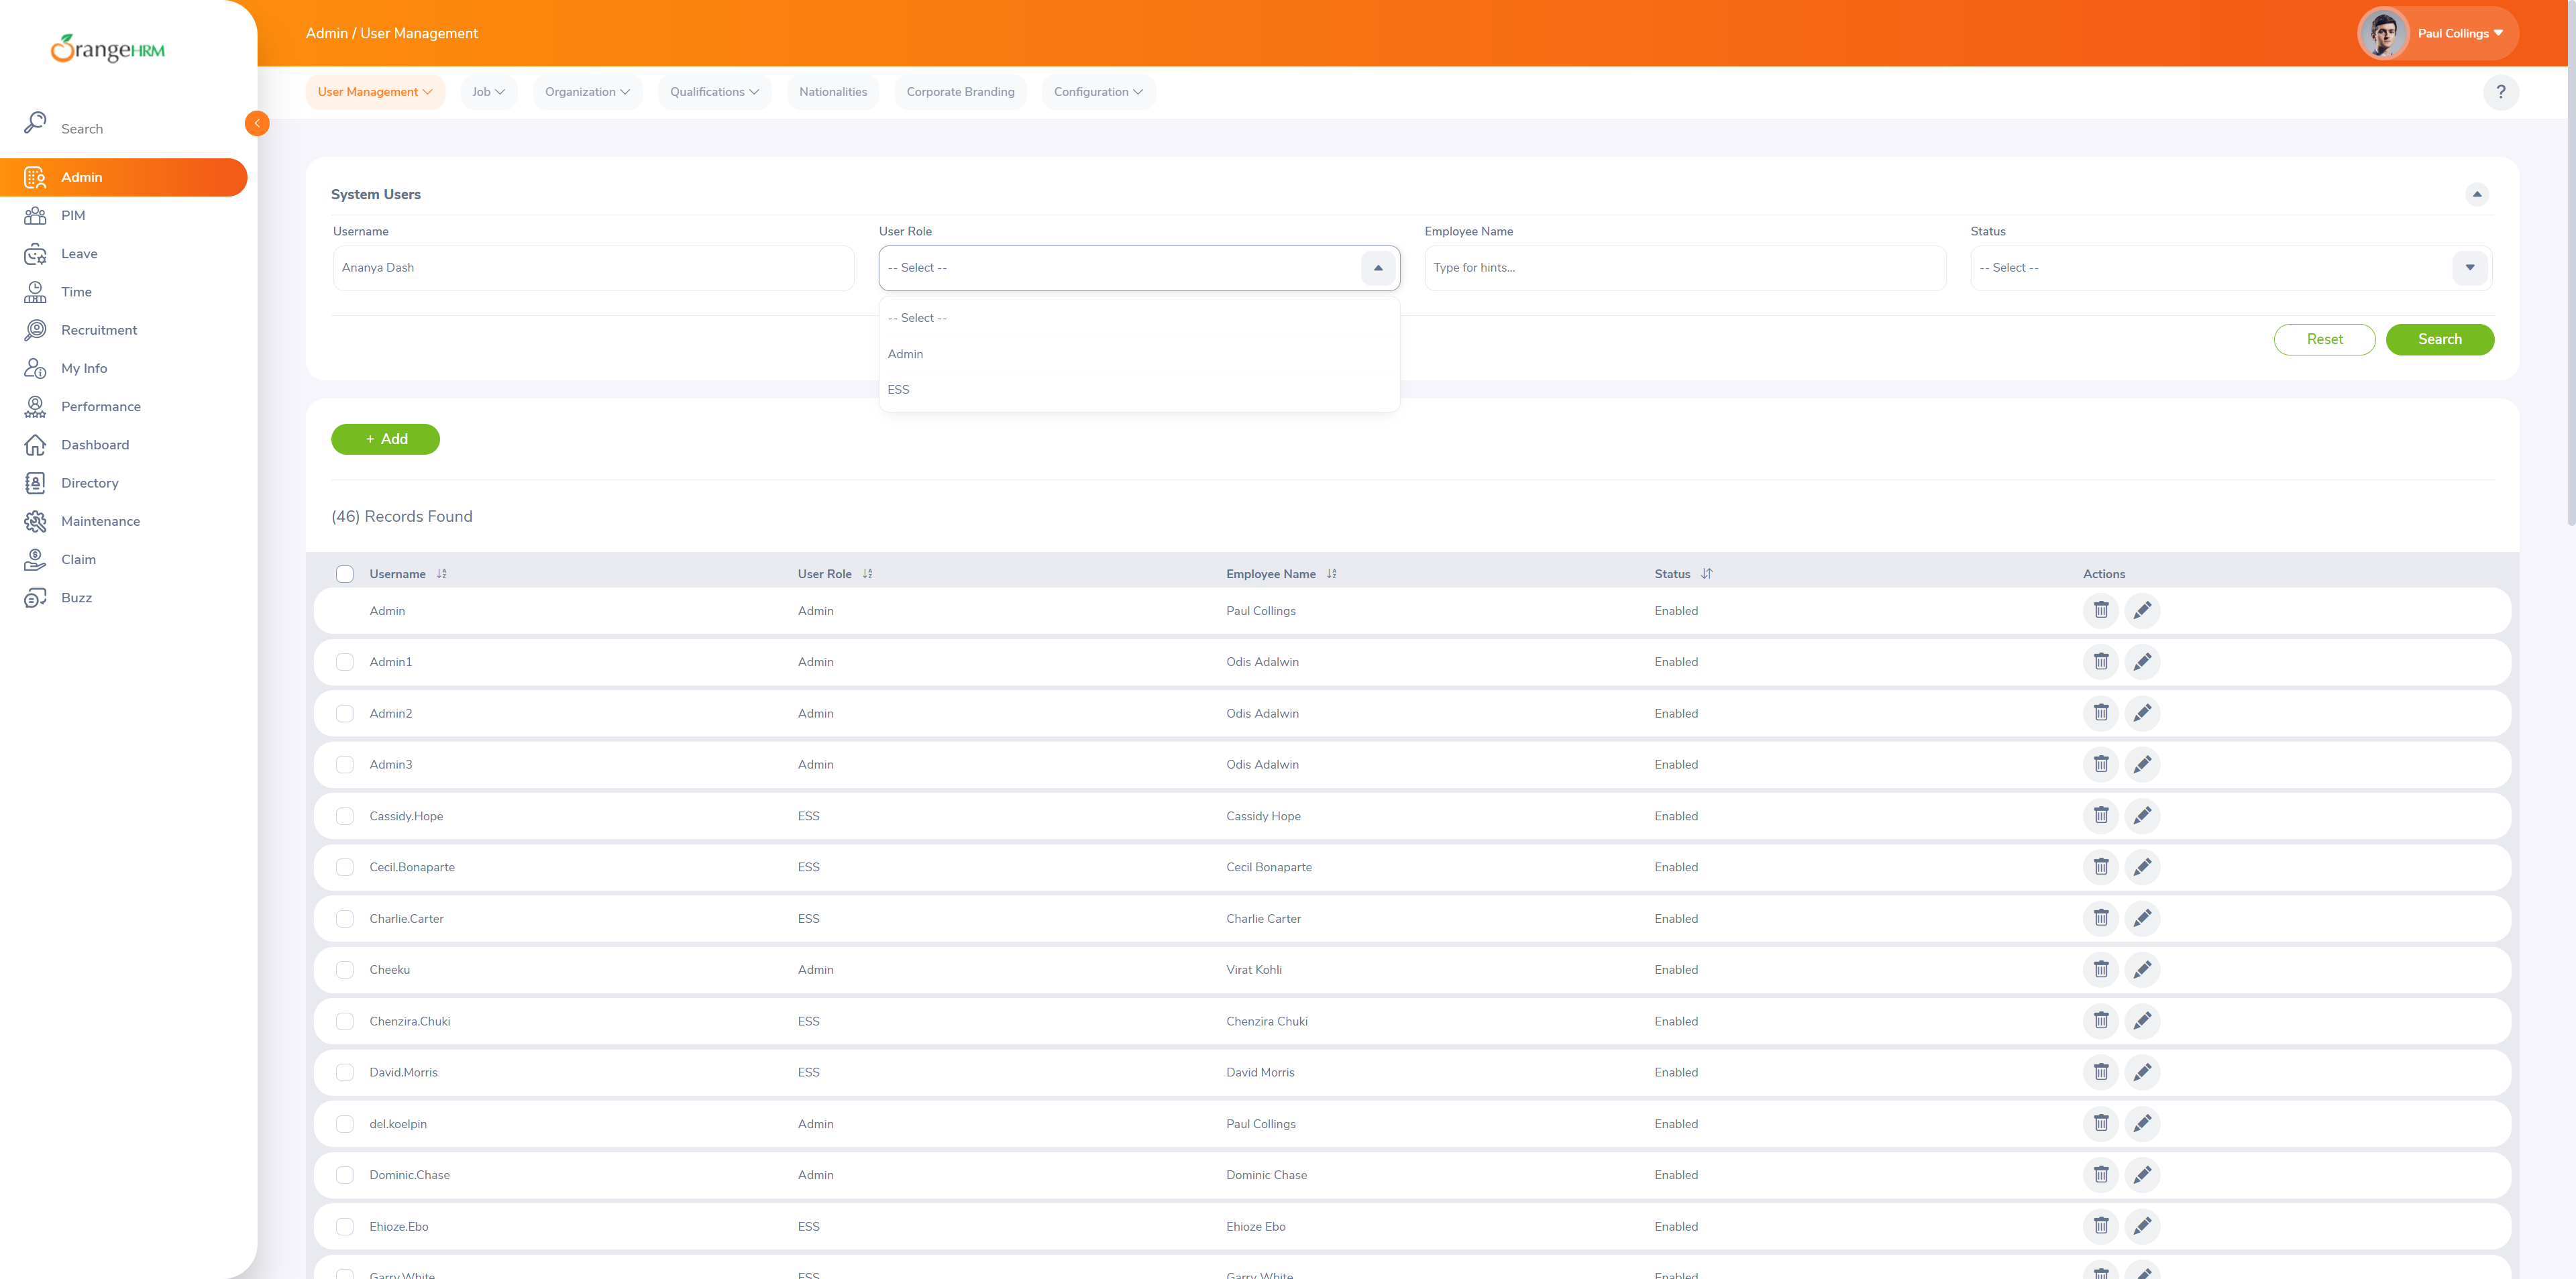 OrangeHRM
Search
Admin
PIM
Leave
Time
Recruitment
My Info
Performance
Dashboard
Directory
Maintenance
Claim
Buzz
Admin / User Management
Paul Collings
User Management
Job
Organization
Qualifications
Nationalities
Corporate Branding
Configuration
?
System Users
Username
User Role
Employee Name
Status
Ananya Dash
-- Select --
Type for hints...
-- Select --
-- Select --
Admin
ESS
Reset
Search
+ Add
(46) Records Found
Username User Role Employee Name Status Actions
Admin Admin Paul Collings Enabled
Admin1 Admin Odis Adalwin Enabled
Admin2 Admin Odis Adalwin Enabled
Admin3 Admin Odis Adalwin Enabled
Cassidy.Hope ESS Cassidy Hope Enabled
Cecil.Bonaparte ESS Cecil Bonaparte Enabled
Charlie.Carter ESS Charlie Carter Enabled
Cheeku Admin Virat Kohli Enabled
Chenzira.Chuki ESS Chenzira Chuki Enabled
David.Morris ESS David Morris Enabled
del.koelpin Admin Paul Collings Enabled
Dominic.Chase Admin Dominic Chase Enabled
Ehioze.Ebo ESS Ehioze Ebo Enabled
Garry.White ESS Garry White Enabled